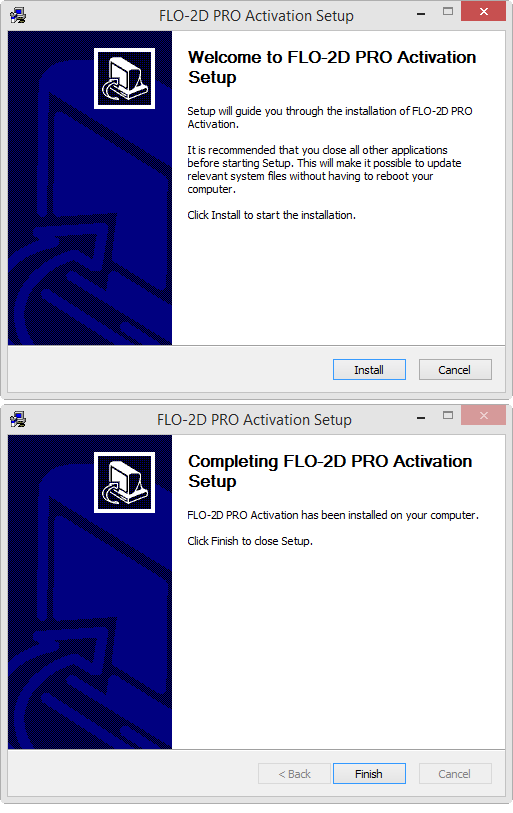 FLO-2D PRO Activation Setup
Welcome to FLO-2D PRO Activation
Setup
Setup will guide you through the installation of FLO-2D PRO
Activation.
It is recommended that you close all other applications
before starting Setup. This will make it possible to update
relevant system files without having to reboot your
computer.
Click Install to start the installation.
Install
Cancel
FLO-2D PRO Activation Setup
Completing FLO-2D PRO Activation
Setup
FLO-2D PRO Activation has been installed on your computer.
Click Finish to close Setup.
< Back
Finish
Cancel